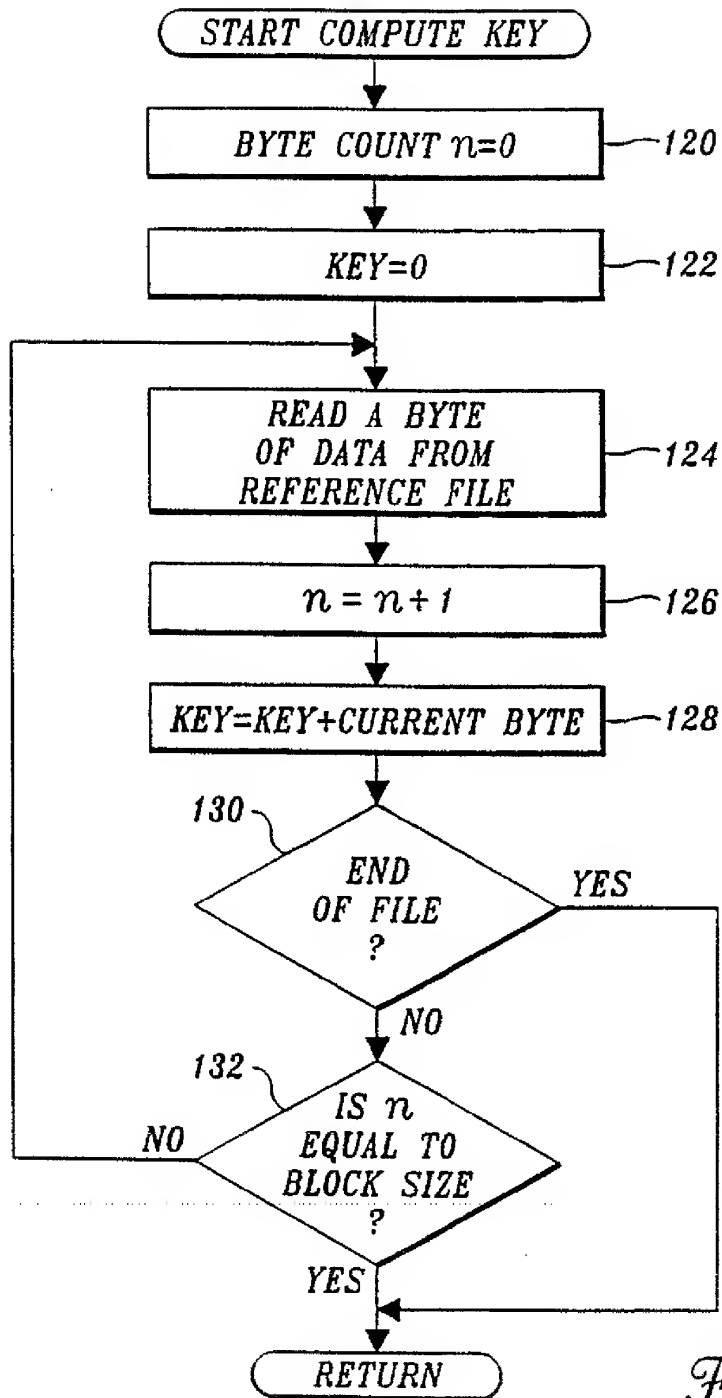 START COMPUTE KEY
BYTE COUNT n=0
120
KEY=0
122
READ A BYTE
OF DATA FROM
REFERENCE FILE
124
n = n + 1
126
KEY=KEY+CURRENT BYTE
128
130
END
OF FILE
?
YES
NO
132
IS n
EQUAL TO
BLOCK SIZE
?
NO
YES
RETURN